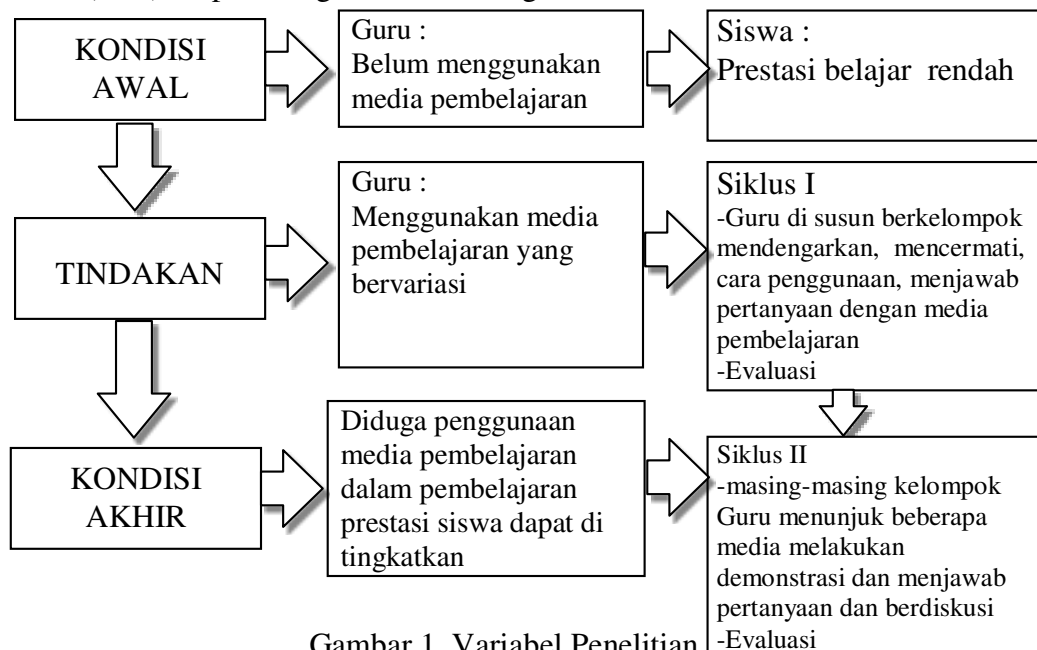 KONDISI
AWAL
Guru :
Belum menggunakan
media pembelajaran
Siswa :
Prestasi belajar rendah
TINDAKAN
Guru :
Menggunakan media
pembelajaran yang
bervariasi
Siklus I
-Guru di susun berkelompok
mendengarkan, mencermati,
cara penggunaan, menjawab
pertanyaan dengan media
pembelajaran
-Evaluasi
KONDISI
AKHIR
Diduga penggunaan
media pembelajaran
dalam pembelajaran
prestasi siswa dapat di
tingkatkan
Siklus II
-masing-masing kelompok
Guru menunjuk beberapa
media melakukan
demonstrasi dan menjawab
pertanyaan dan berdiskusi
-Evaluasi
Gambar 1. Variabel Penelitian